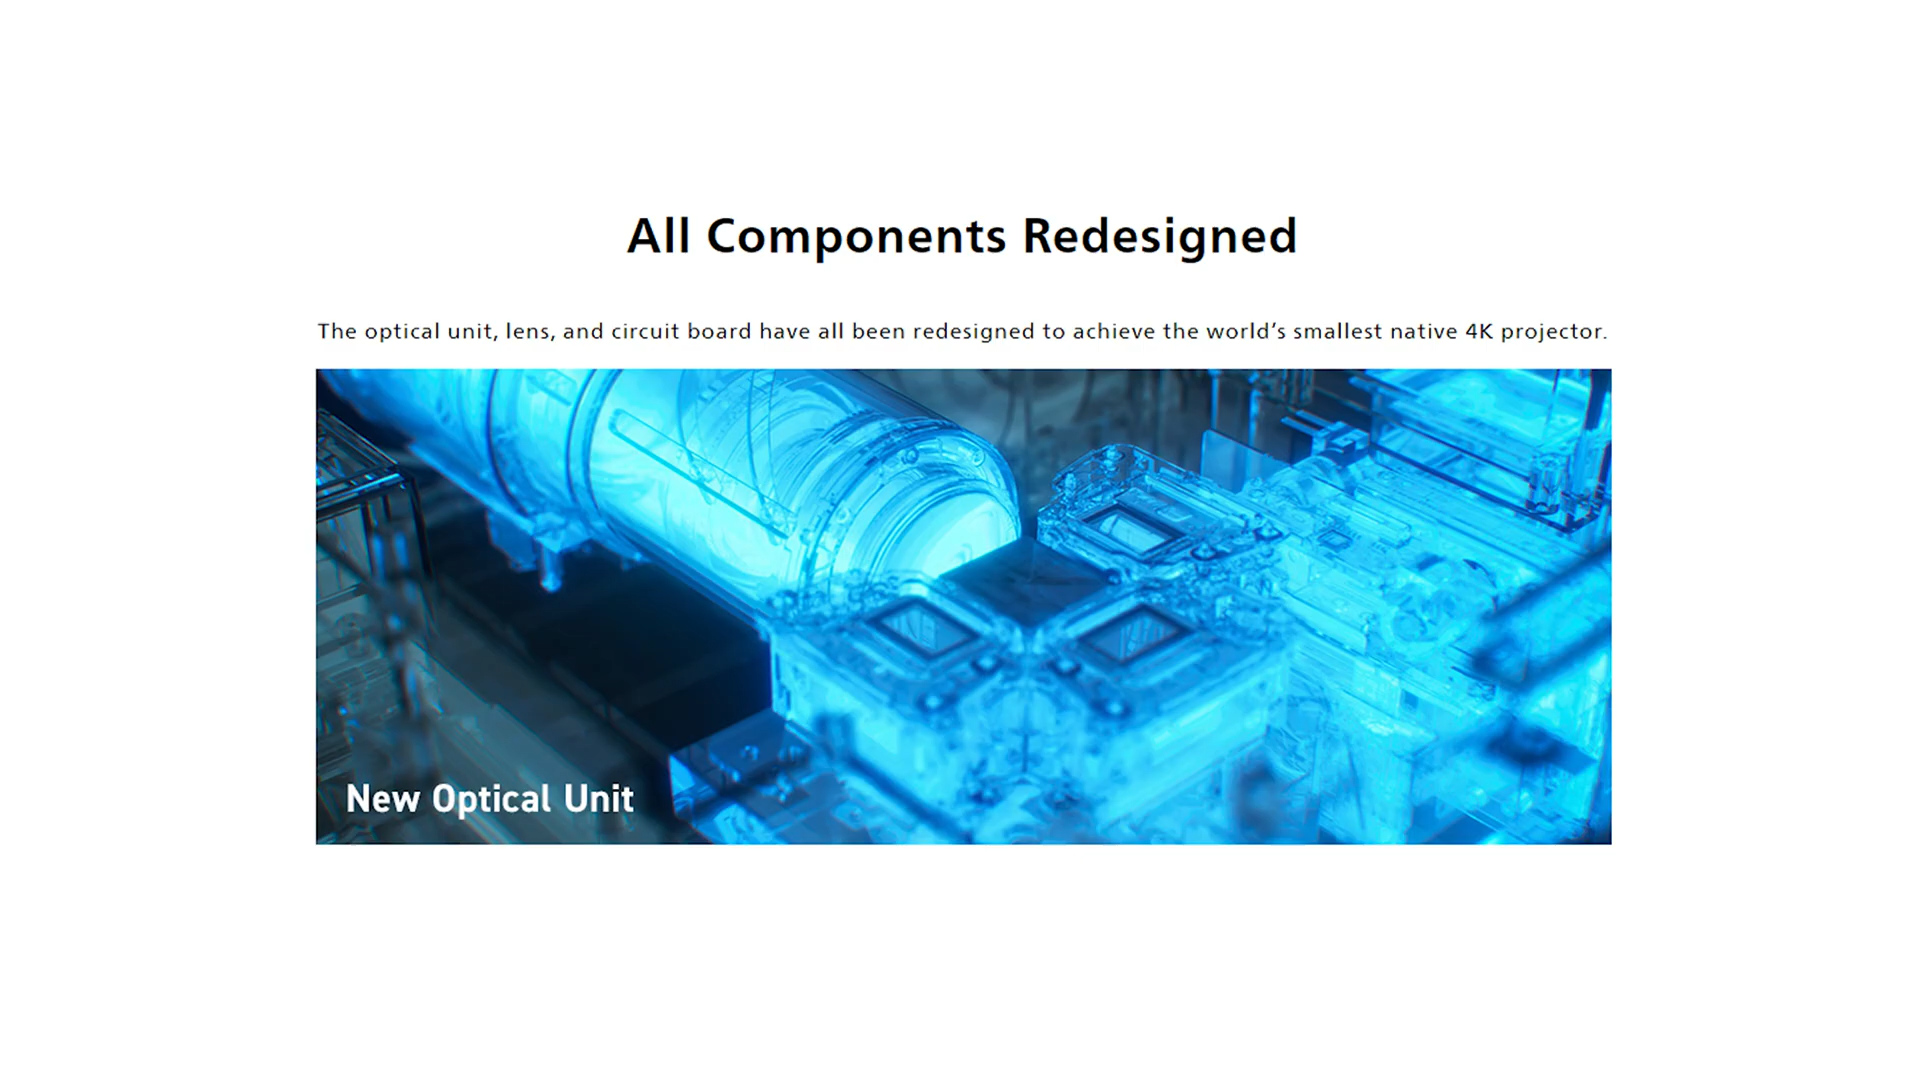 All Components Redesigned
The optical unit, lens, and circuit board have all been redesigned to achieve the world’s smallest native 4K projector.
New Optical Unit